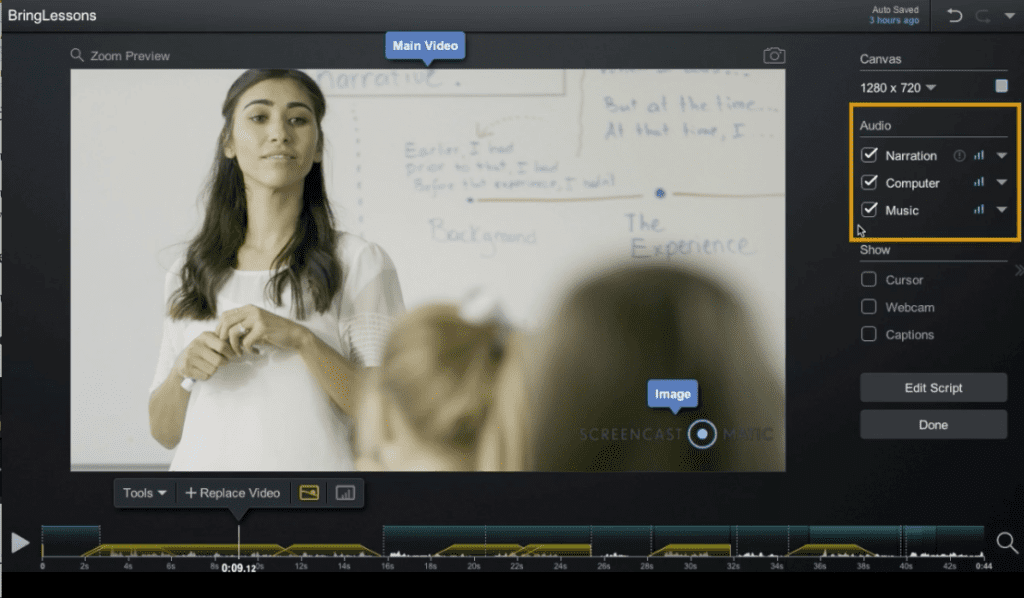 BringLessons
Auto Saved
3 hours ago
Zoom Preview
Main Video
Canvas
1280 x 720
Audio
Narration
Computer
Music
Show
Cursor
Webcam
Captions
Edit Script
Done
Narrative.
But at the time...
At that time, I ...
Earlier, I had
prior to that, I had
Before that experience, I had
Background
The
Experience
Image
SCREENCAST O MATIC
Tools
+ Replace Video
0 2s 4s 6s 8s 0:09.12 12s 14s 16s 18s 20s 22s 24s 26s 28s 30s 32s 34s 36s 38s 40s 42s 0:44